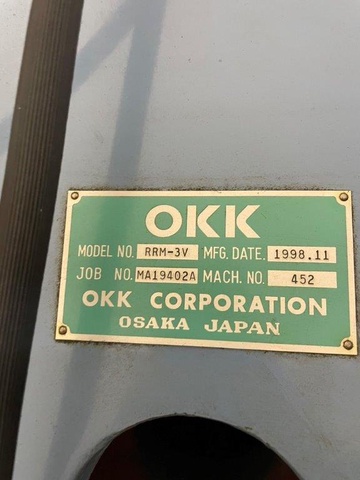 OKK
MODEL NO. RRM-3V MFG. DATE. 1998.11
JOB NO. MA19402A MACH. NO. 452
OKK CORPORATION
OSAKA JAPAN